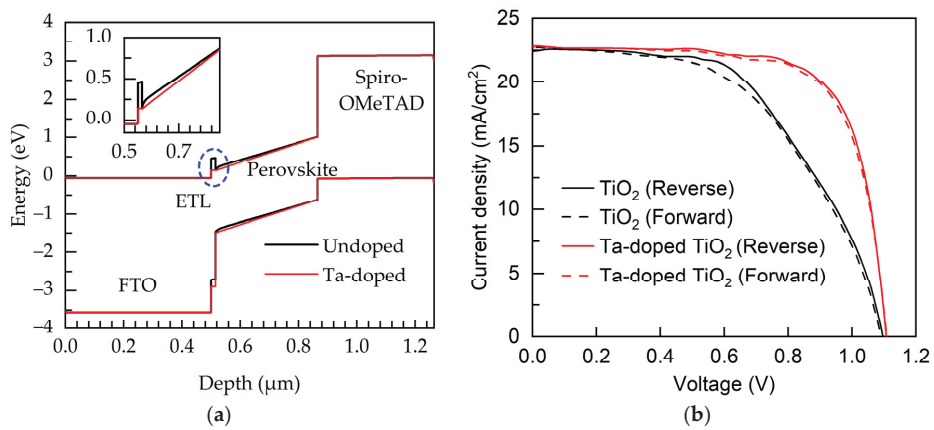 4
3
2
1
0
−1
−2
−3
−4
Energy (eV)
1.0
0.5
0.0
0.5 0.7
Spiro-
OMeTAD
Perovskite
ETL
Undoped
Ta-doped
FTO
0.0 0.2 0.4 0.6 0.8 1.0 1.2
Depth (μm)
(a)
25
20
15
10
5
0
Current density (mA/cm²)
TiO₂ (Reverse)
TiO₂ (Forward)
Ta-doped TiO₂ (Reverse)
Ta-doped TiO₂ (Forward)
0.0 0.2 0.4 0.6 0.8 1.0 1.2
Voltage (V)
(b)